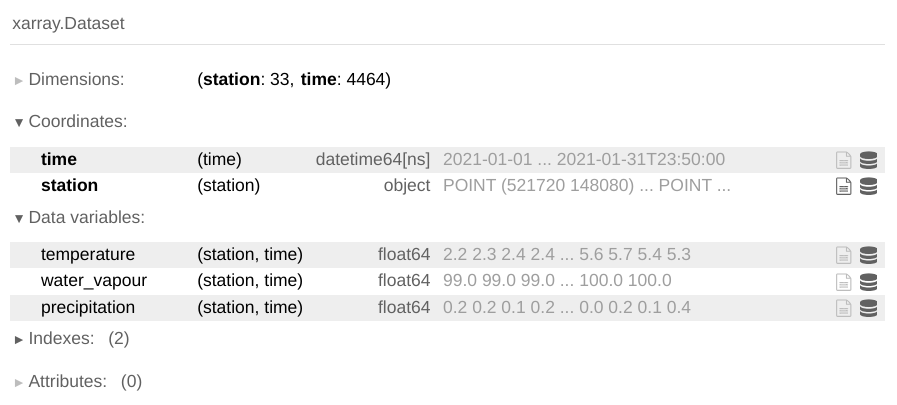 xarray.Dataset
► Dimensions: (station: 33, time: 4464)
▼ Coordinates:
time (time) datetime64[ns] 2021-01-01 ... 2021-01-31T23:50:00
station (station) object POINT (521720 148080) ... POINT ...
▼ Data variables:
temperature (station, time) float64 2.2 2.3 2.4 2.4 ... 5.6 5.7 5.4 5.3
water_vapour (station, time) float64 99.0 99.0 99.0 ... 100.0 100.0
precipitation (station, time) float64 0.2 0.2 0.1 0.2 ... 0.0 0.2 0.1 0.4
► Indexes: (2)
► Attributes: (0)